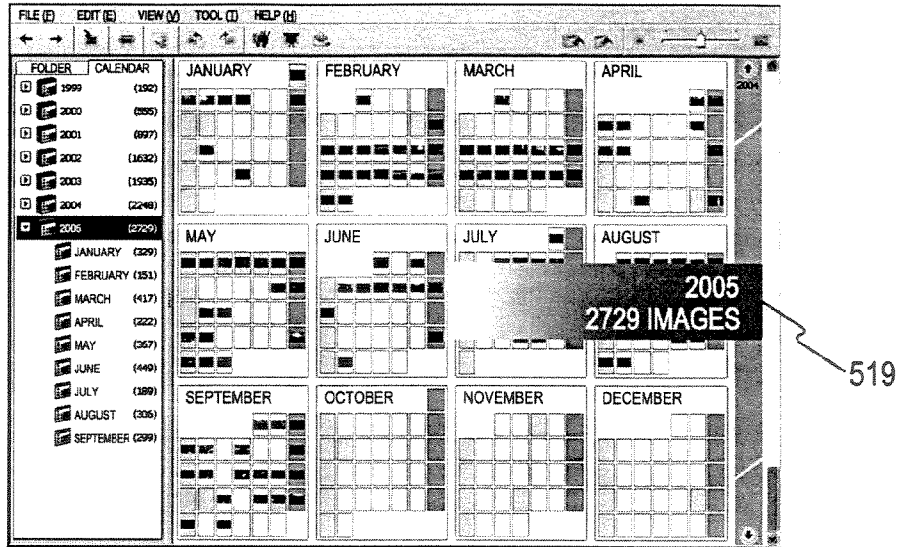 FILE (F) EDIT (E) VIEW (V) TOOL (T) HELP (H)
FOLDER CALENDAR
1999 (192)
2000 (555)
2001 (897)
2002 (1632)
2003 (1935)
2004 (2248)
2005 (2729)
JANUARY (329)
FEBRUARY (151)
MARCH (417)
APRIL (222)
MAY (367)
JUNE (449)
JULY (189)
AUGUST (306)
SEPTEMBER (299)
JANUARY FEBRUARY MARCH APRIL
2004
MAY JUNE JULY AUGUST
2005
2729 IMAGES
519
SEPTEMBER OCTOBER NOVEMBER DECEMBER